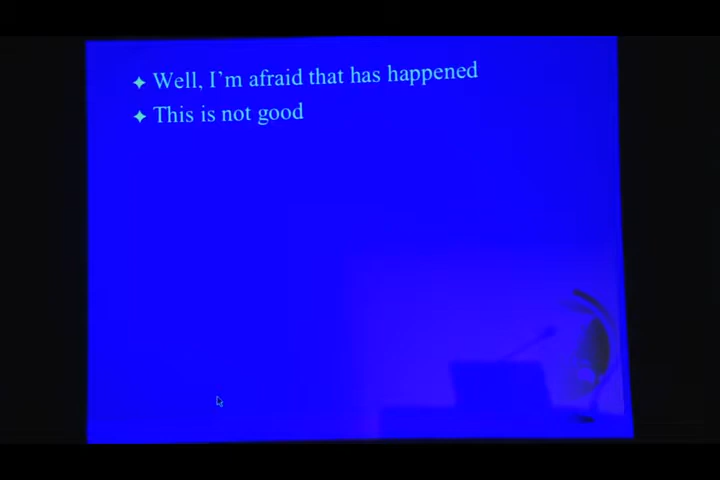 ✦ Well, I'm afraid that has happened
✦ This is not good